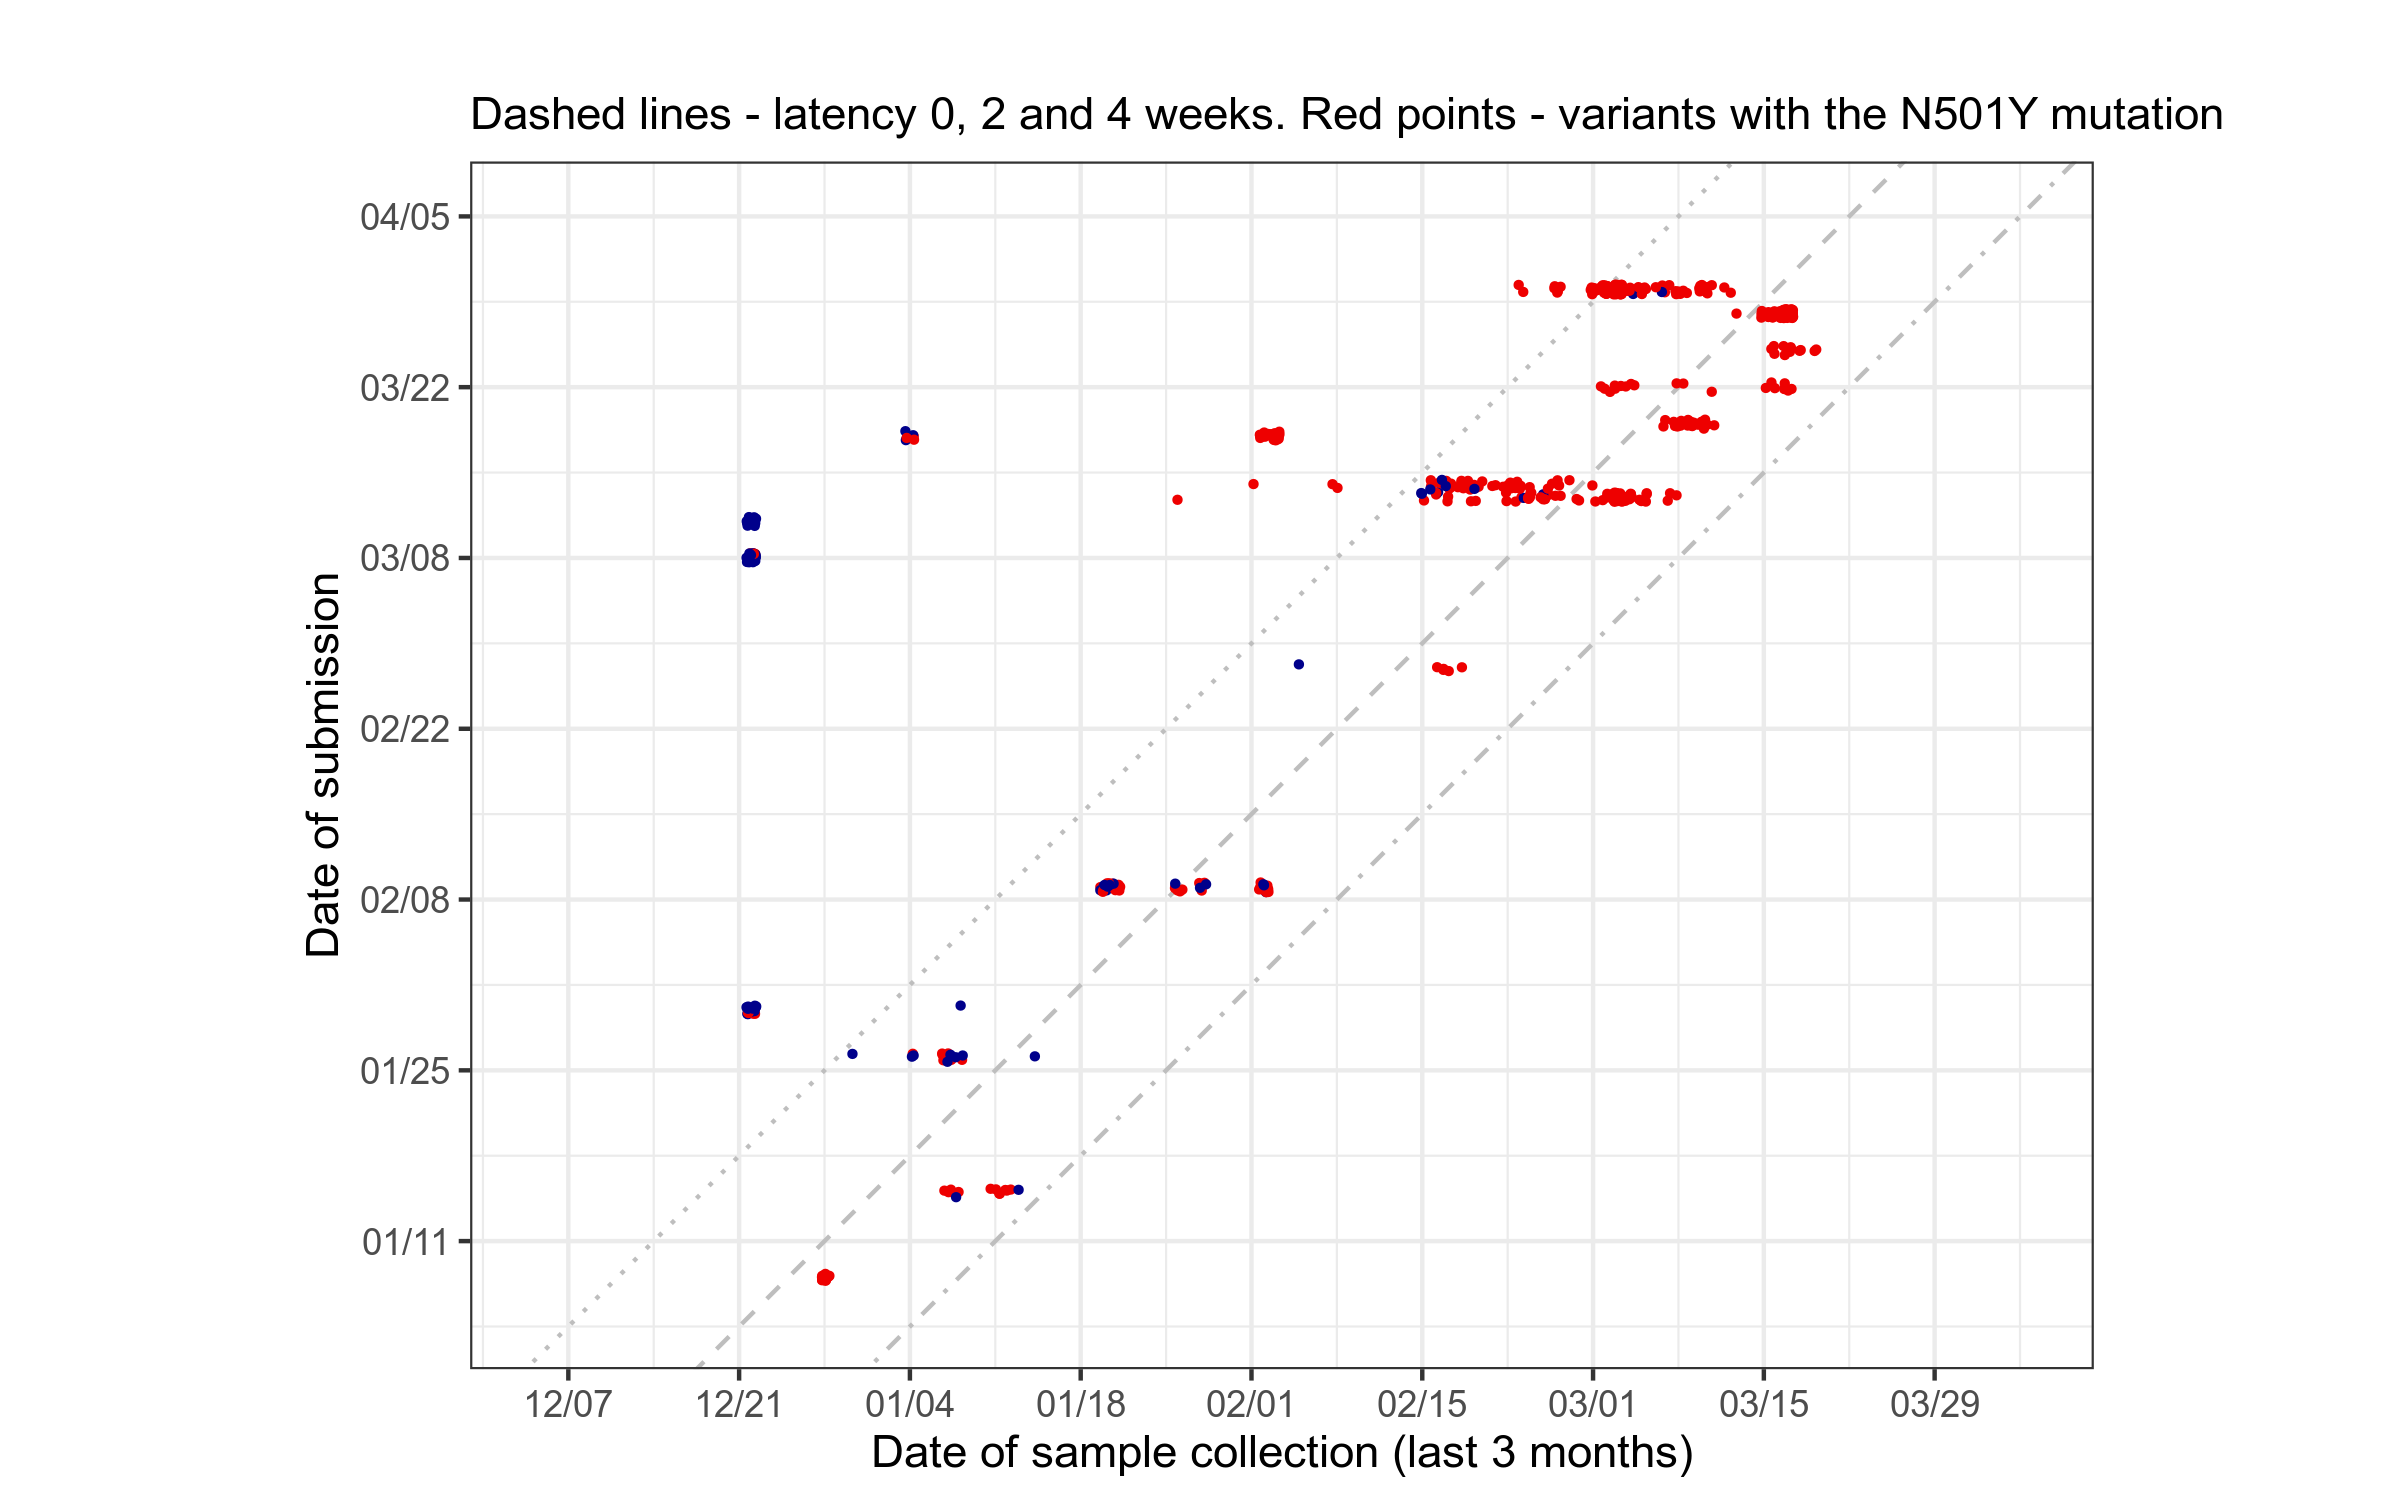 Dashed lines - latency 0, 2 and 4 weeks. Red points - variants with the N501Y mutation
Date of submission
04/05
03/22
03/08
02/22
02/08
01/25
01/11
12/07 12/21 01/04 01/18 02/01 02/15 03/01 03/15 03/29
Date of sample collection (last 3 months)